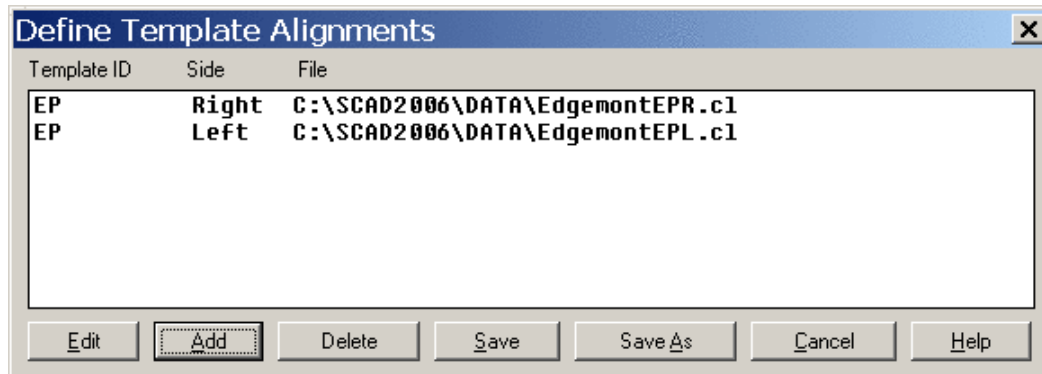 Define Template Alignments
Template ID Side File
EP Right C:\SCAD2006\DATA\EdgemontEPR.cl
EP Left C:\SCAD2006\DATA\EdgemontEPL.cl
Edit Add Delete Save Save As Cancel Help